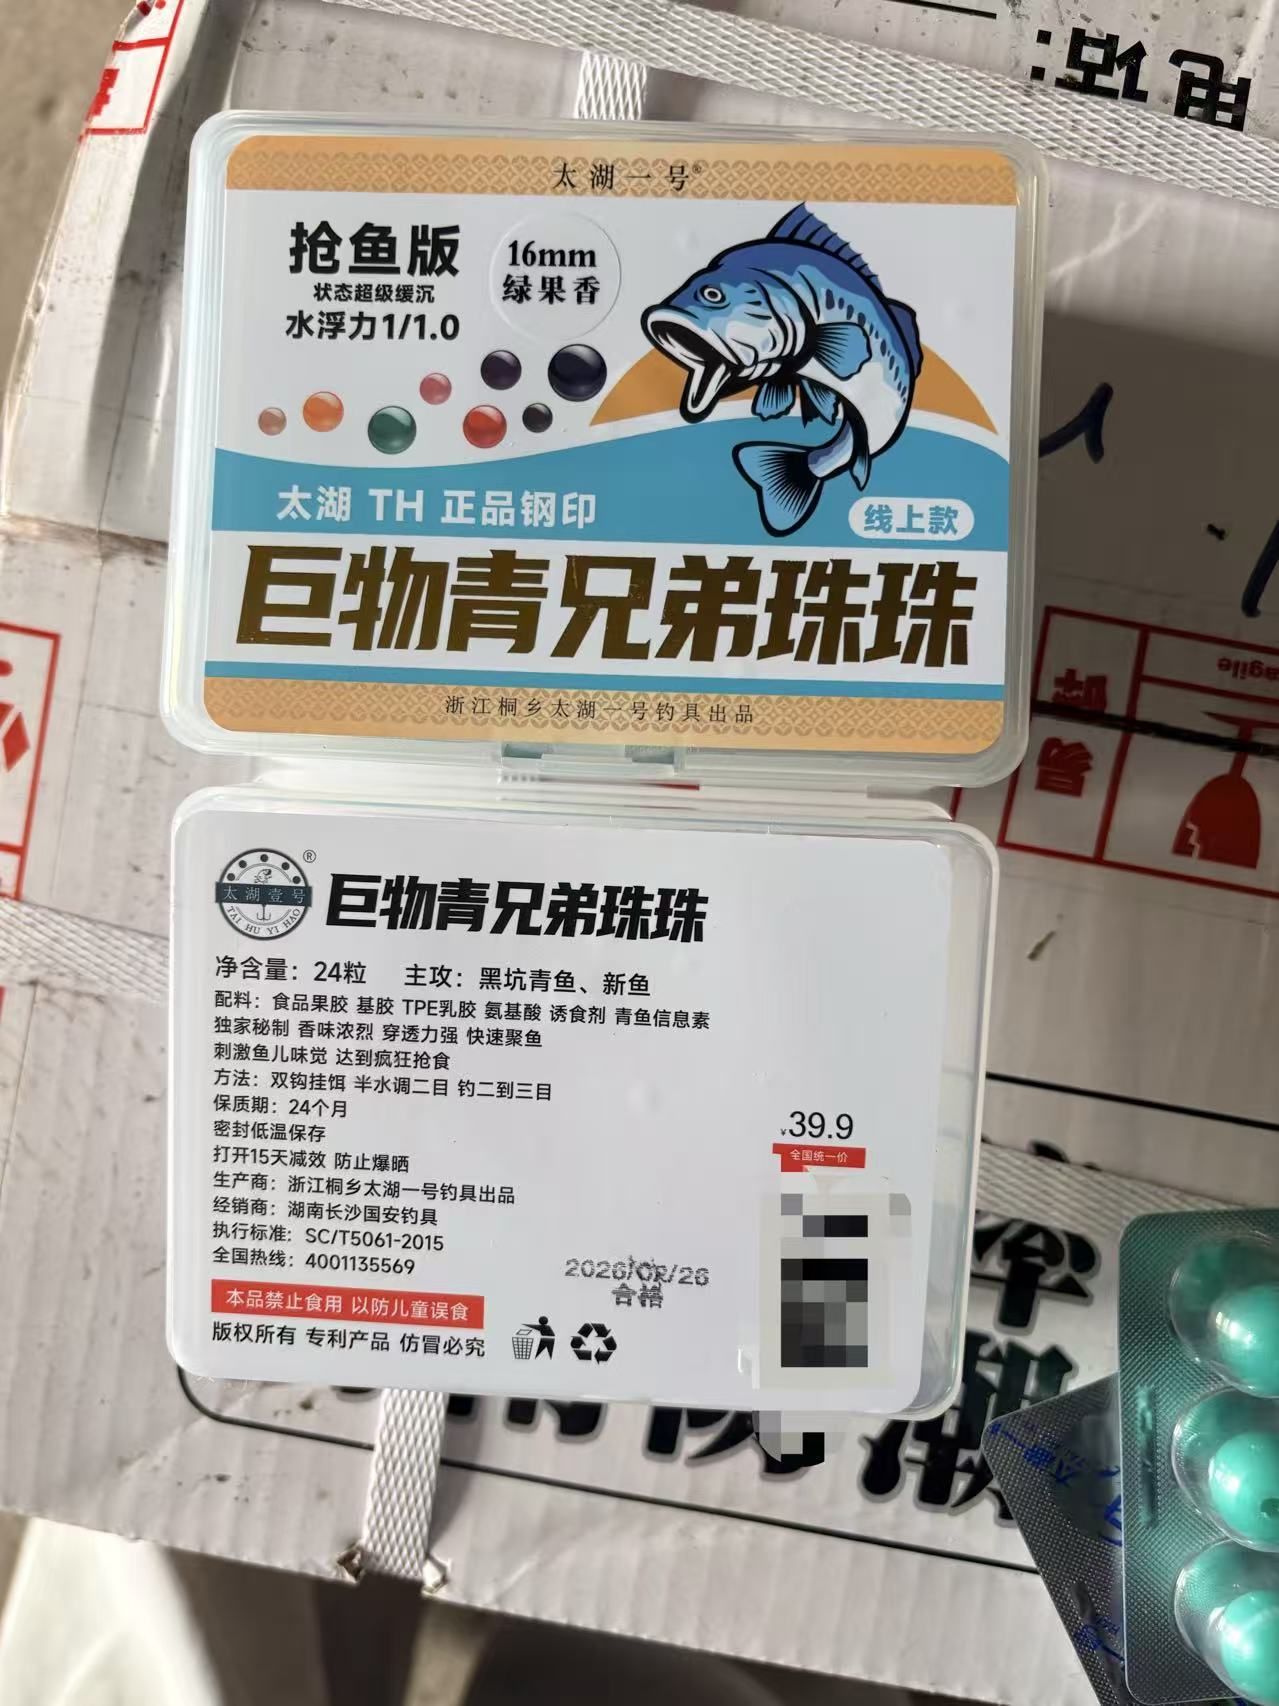 电话:
太湖一号®
抢鱼版
状态超级缓沉
水浮力1/1.0
16mm
绿果香
太湖 TH 正品钢印
线上款
巨物青兄弟珠珠
浙江桐乡太湖一号钓具出品
太湖壹号
TAI HU YI HAO
®
巨物青兄弟珠珠
净含量：24粒 主攻：黑坑青鱼、新鱼
配料：食品果胶 基胶 TPE乳胶 氨基酸 诱食剂 青鱼信息素
独家秘制 香味浓烈 穿透力强 快速聚鱼
刺激鱼儿味觉 达到疯狂抢食
方法：双钩挂饵 半水调二目 钓二到三目
保质期：24个月
密封低温保存
打开15天减效 防止爆晒
生产商：浙江桐乡太湖一号钓具出品
经销商：湖南长沙国安钓具
执行标准：SC/T5061-2015
全国热线：4001135569
本品禁止食用 以防儿童误食
版权所有 专利产品 仿冒必究
¥39.9
全国统一价
2026/02/26
合格
易碎